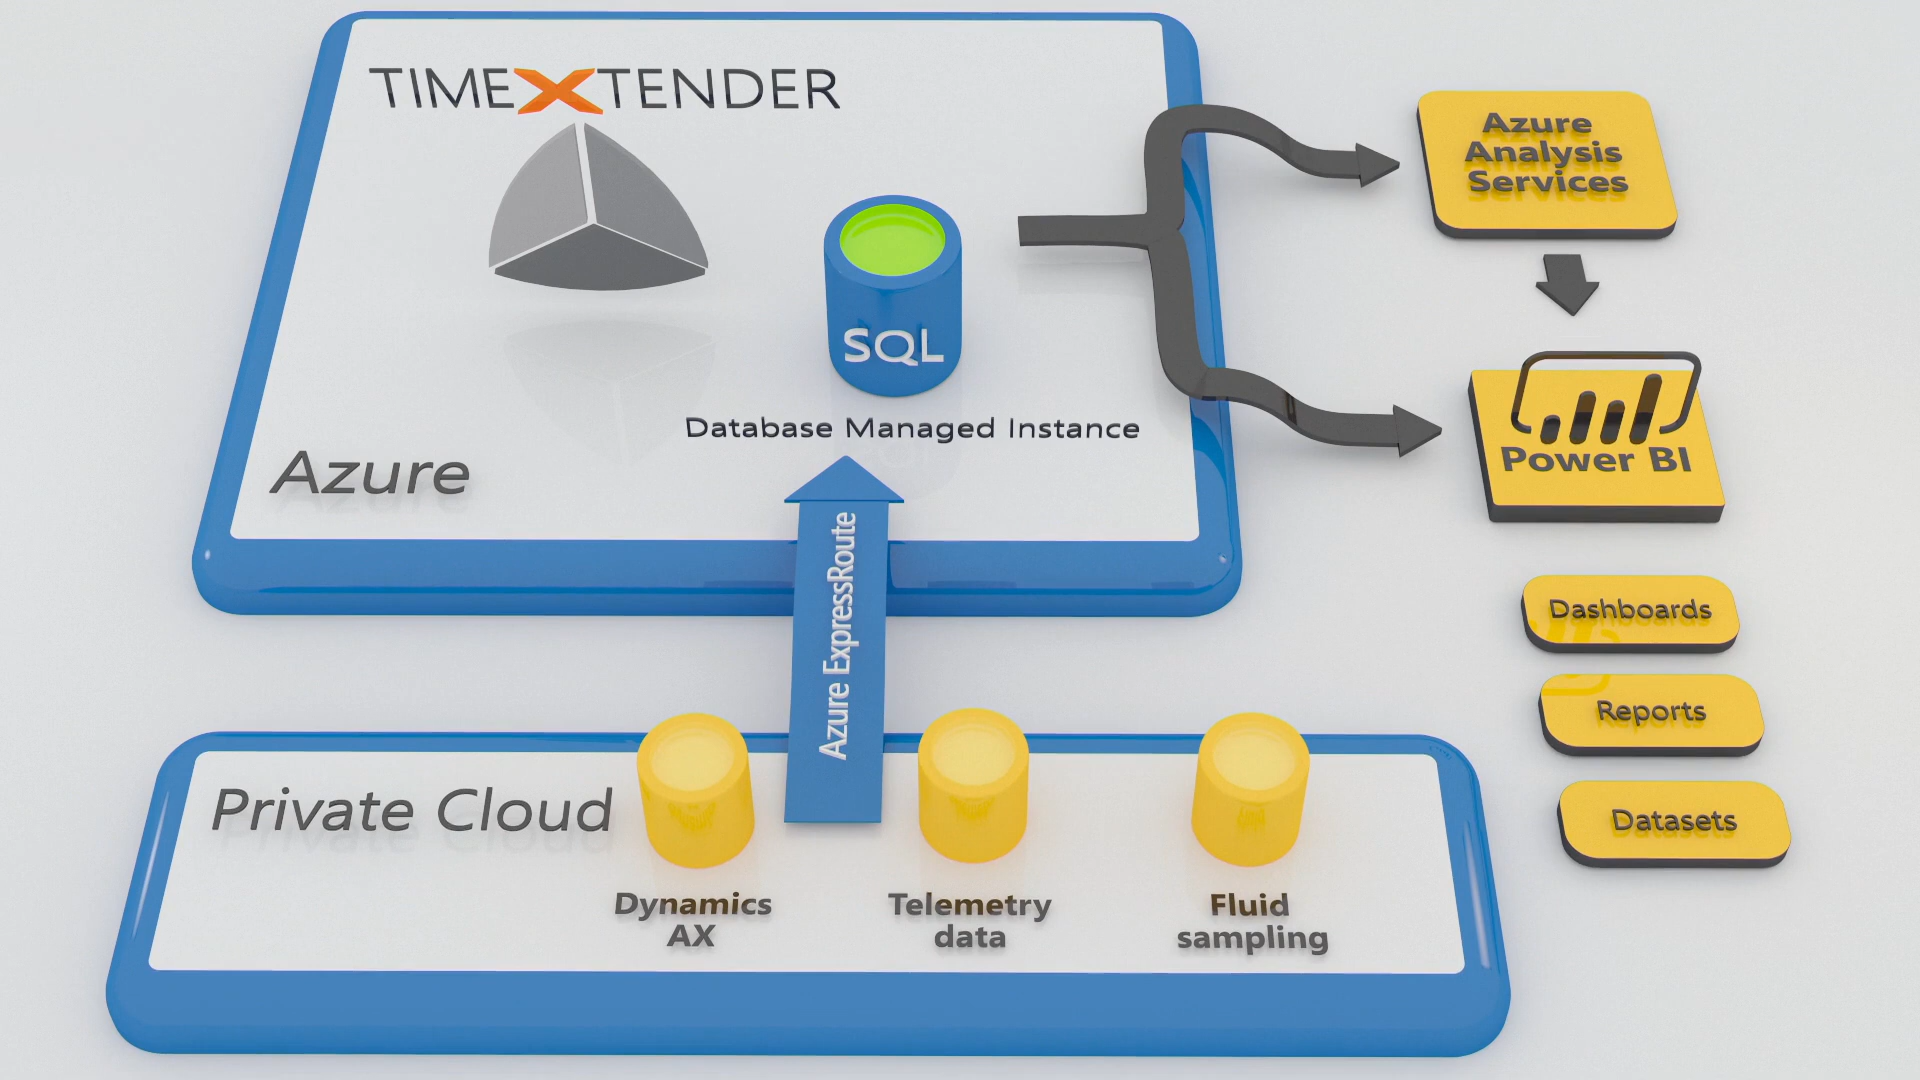 TIMEXTENDER
SQL
Database Managed Instance
Azure
Azure ExpressRoute
Private Cloud
Dynamics
AX
Telemetry
data
Fluid
sampling
Azure
Analysis
Services
Power BI
Dashboards
Reports
Datasets